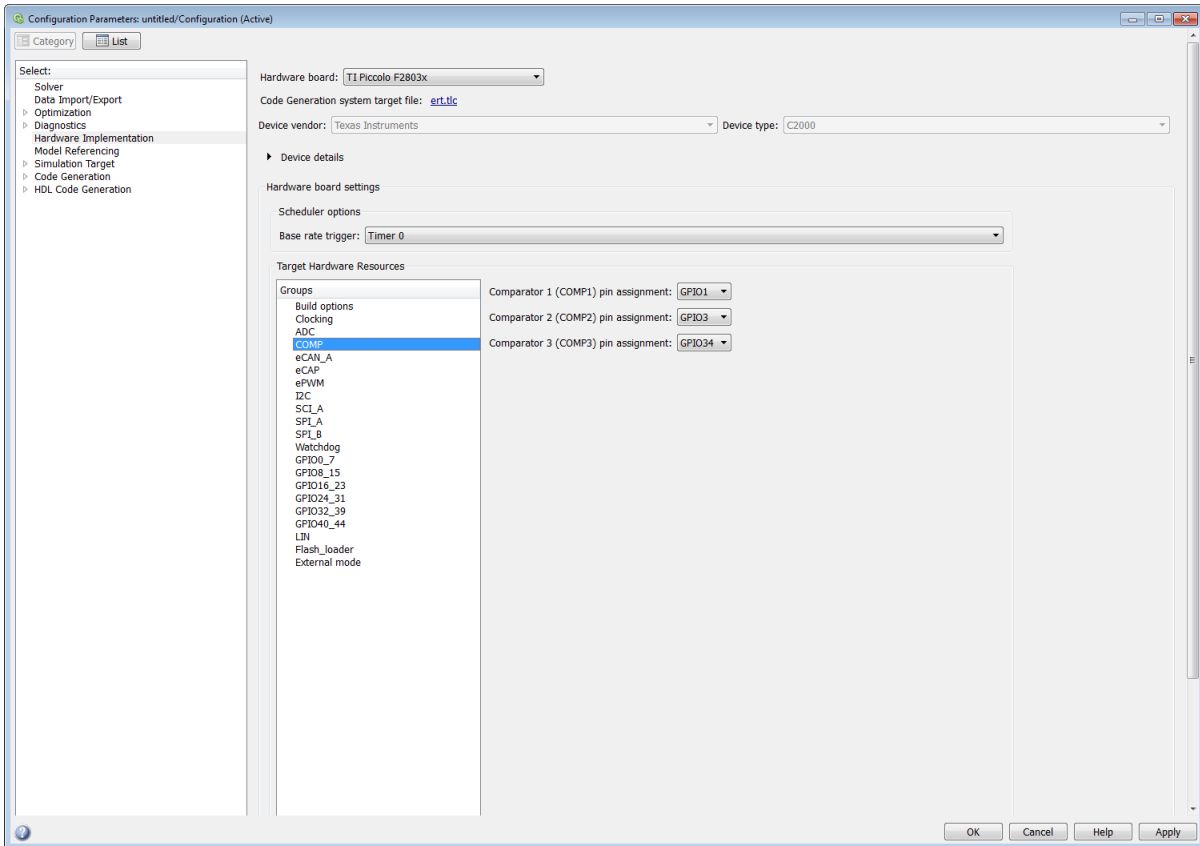 Configuration Parameters: untitled/Configuration (Active)
Category List
Select:
Solver
Data Import/Export
Optimization
Diagnostics
Hardware Implementation
Model Referencing
Simulation Target
Code Generation
HDL Code Generation
Hardware board: TI Piccolo F2803x
Code Generation system target file: ert.tlc
Device vendor: Texas Instruments Device type: C2000
Device details
Hardware board settings
Scheduler options
Base rate trigger: Timer 0
Target Hardware Resources
Groups
Build options
Clocking
ADC
COMP
eCAN_A
eCAP
ePWM
I2C
SCI_A
SPI_A
SPI_B
Watchdog
GPIO0_7
GPIO8_15
GPIO16_23
GPIO24_31
GPIO32_39
GPIO40_44
LIN
Flash_loader
External mode
Comparator 1 (COMP1) pin assignment: GPIO1
Comparator 2 (COMP2) pin assignment: GPIO3
Comparator 3 (COMP3) pin assignment: GPIO34
OK Cancel Help Apply